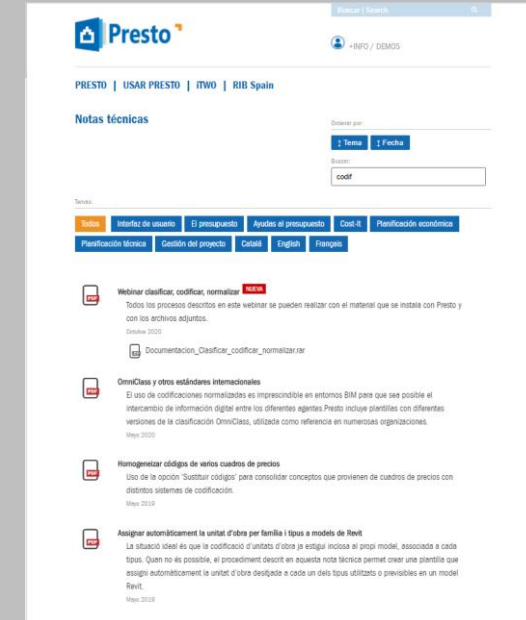 Buscar | Search
Presto
+INFO / DEMOS
PRESTO | USAR PRESTO | iTWO | RIB Spain
Notas técnicas
Ordenar por:
↕ Tema ↕ Fecha
Buscar:
codif
Temas:
Todos Interfaz de usuario El presupuesto Ayudas al presupuesto Cost-It Planificación económica
Planificación técnica Gestión del proyecto Català English Français
PDF
Webinar clasificar, codificar, normalizar NUEVA
Todos los procesos descritos en este webinar se pueden realizar con el material que se instala con Presto y
con los archivos adjuntos.
Octubre 2020
Documentacion_Clasificar_codificar_normalizar.rar
PDF
OmniClass y otros estándares internacionales
El uso de codificaciones normalizadas es imprescindible en entornos BIM para que sea posible el
intercambio de información digital entre los diferentes agentes.Presto incluye plantillas con diferentes
versiones de la clasificación OmniClass, utilizada como referencia en numerosas organizaciones.
Mayo 2020
PDF
Homogeneizar códigos de varios cuadros de precios
Uso de la opción 'Sustituir códigos' para consolidar conceptos que provienen de cuadros de precios con
distintos sistemas de codificación.
Mayo 2019
PDF
Assignar automàticament la unitat d'obra per família i tipus a models de Revit
La situació ideal és que la codificació d'unitats d'obra ja estigui inclosa al propi model, associada a cada
tipus. Quan no és possible, el procediment descrit en aquesta nota tècnica permet crear una plantilla que
assigni automàticament la unitat d'obra desitjada a cada un dels tipus utilitzats o previsibles en un model
Revit.
Mayo 2019